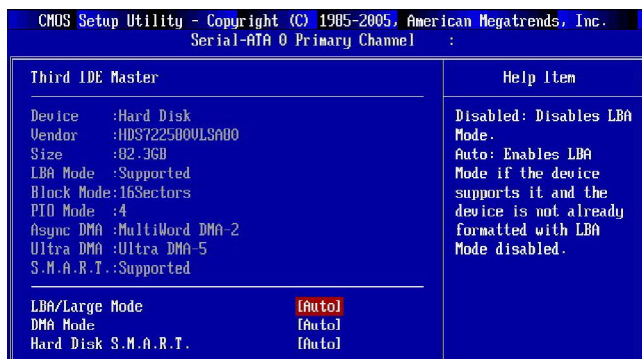 CMOS Setup Utility - Copyright (C) 1985-2005, American Megatrends, Inc.
Serial-ATA 0 Primary Channel :
Third IDE Master
Help Item
Device :Hard Disk
Vendor :HDS722580VLSA80
Size :82.3GB
LBA Mode :Supported
Block Mode:16Sectors
PIO Mode :4
Async DMA :MultiWord DMA-2
Ultra DMA :Ultra DMA-5
S.M.A.R.T.:Supported
LBA/Large Mode [Auto]
DMA Mode [Auto]
Hard Disk S.M.A.R.T. [Auto]
Disabled: Disables LBA
Mode.
Auto: Enables LBA
Mode if the device
supports it and the
device is not already
formatted with LBA
Mode disabled.